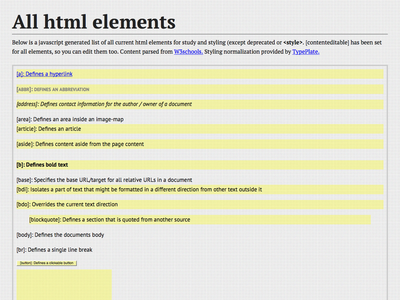 All html elements
Below is a javascript generated list of all current html elements for study and styling (except deprecated or <style>. [contenteditable] has been set
for all elements, so you can edit them too. Content parsed from W3schools. Styling normalization provided by TypePlate.
[a]: Defines a hyperlink
[ABBR]: DEFINES AN ABBREVIATION
[address]: Defines contact information for the author / owner of a document
[area]: Defines an area inside an image-map
[article]: Defines an article
[aside]: Defines content aside from the page content
[b]: Defines bold text
[base]: Specifies the base URL/target for all relative URLs in a document
[bdi]: Isolates a part of text that might be formatted in a different direction from other text outside it
[bdo]: Overrides the current text direction
[blockquote]: Defines a section that is quoted from another source
[body]: Defines the documents body
[br]: Defines a single line break
[button]: Defines a clickable button